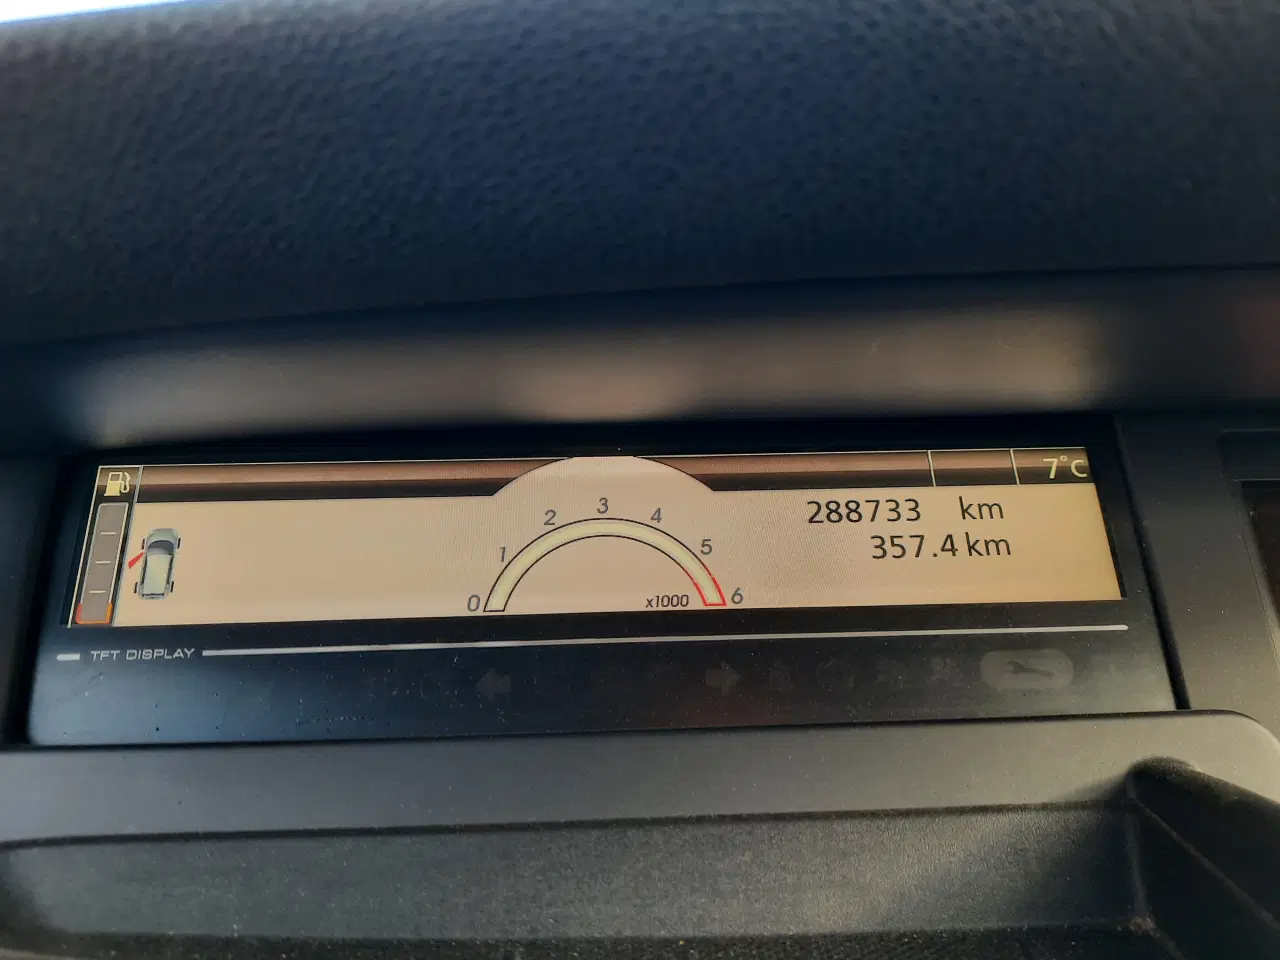 7°C
288733 km
357.4 km
0 1 2 3 4 5 6
x1000
TFT DISPLAY